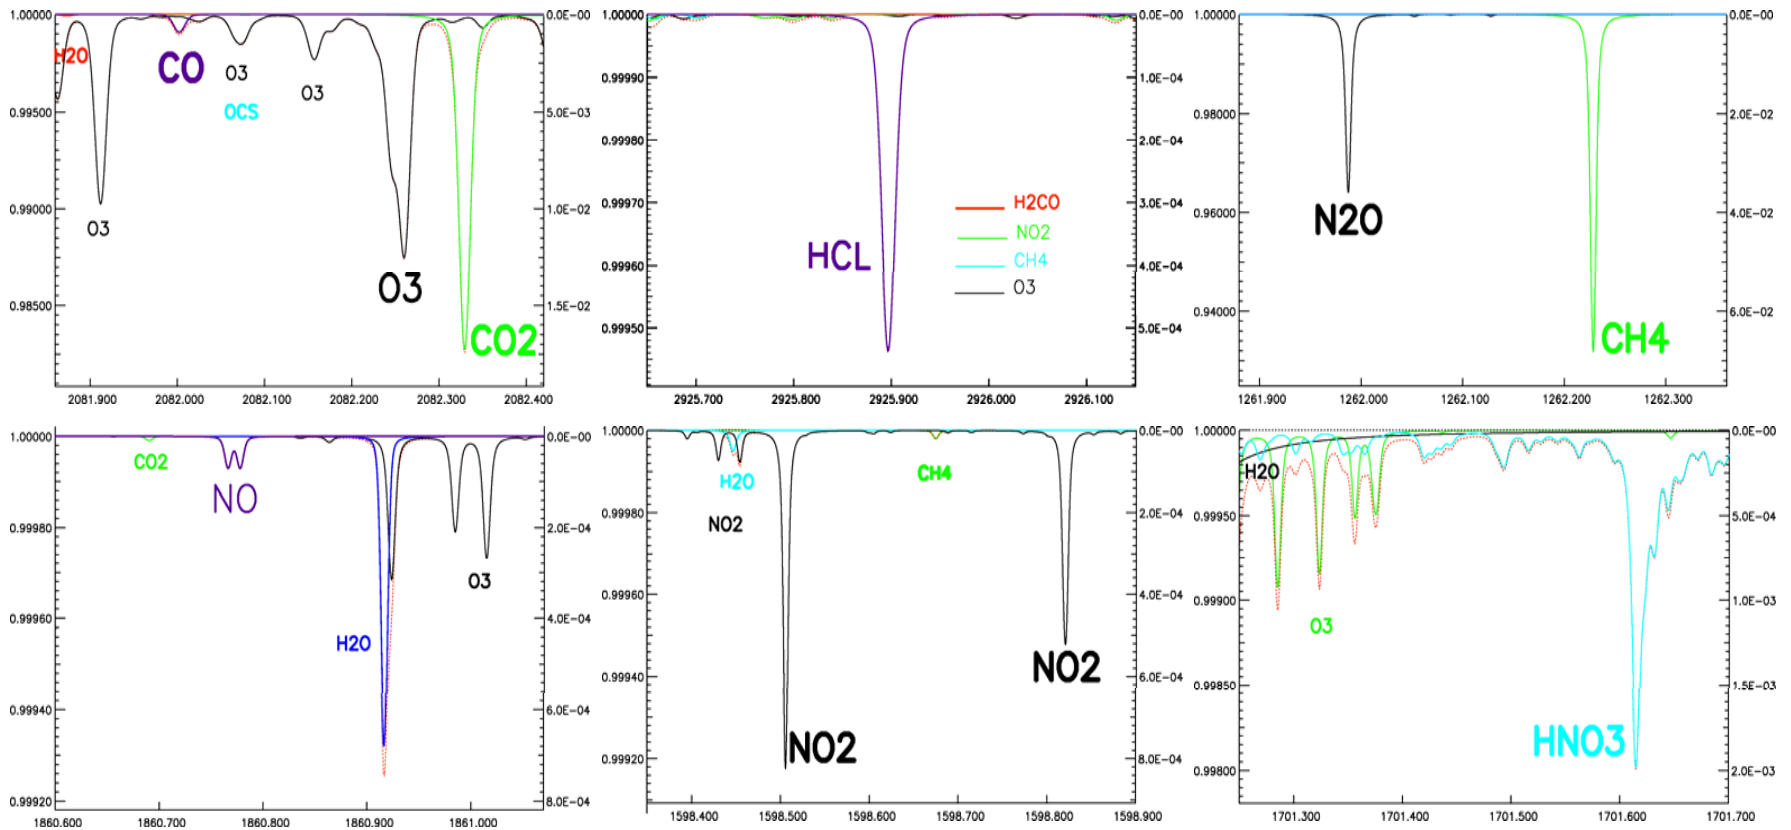 1.00000 0.0E-00
H2O CO O3 O3
OCS
0.99500 5.0E-03
0.99000 1.0E-02
O3
O3
0.98500 1.5E-02
CO2
2081.900 2082.000 2082.100 2082.200 2082.300 2082.400
1.00000 0.0E-00
0.99990 1.0E-04
0.99980 2.0E-04
0.99970 3.0E-04
H2CO
NO2
HCL
CH4
0.99960 4.0E-04
O3
0.99950 5.0E-04
2925.700 2925.800 2925.900 2926.000 2926.100
1.00000 0.0E-00
0.98000 2.0E-02
0.96000 4.0E-02
N2O
0.94000 6.0E-02
CH4
1261.900 1262.000 1262.100 1262.200 1262.300
1.00000 0.0E-00
CO2
NO
0.99980 2.0E-04
O3
0.99960 4.0E-04
H2O
0.99940 6.0E-04
0.99920 8.0E-04
1860.600 1860.700 1860.800 1860.900 1861.000
1.00000 0.0E-00
H2O CH4
NO2
0.99980 2.0E-04
0.99960 4.0E-04
0.99940 6.0E-04
NO2
NO2
0.99920 8.0E-04
1598.400 1598.500 1598.600 1598.700 1598.800 1598.900
1.00000 0.0E-00
H2O
0.99950 5.0E-04
0.99900 1.0E-03
O3
0.99850 1.5E-03
HNO3
0.99800 2.0E-03
1701.300 1701.400 1701.500 1701.600 1701.700